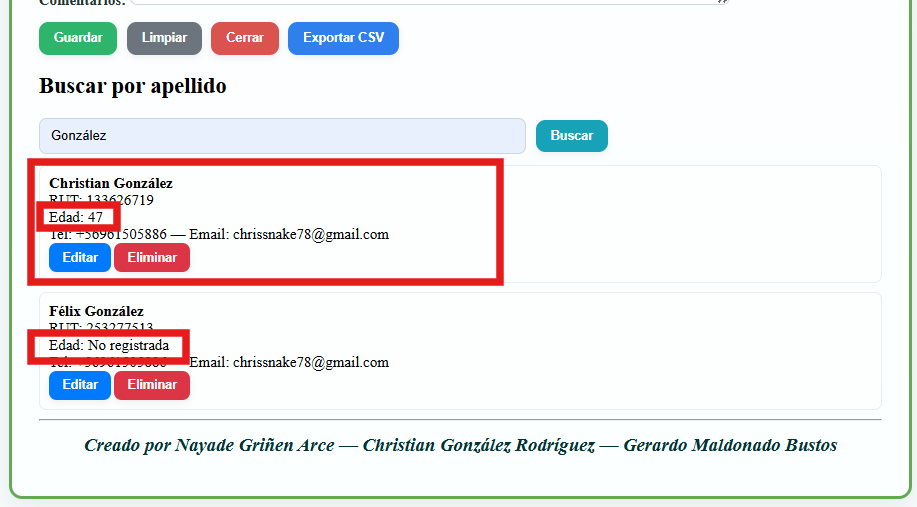 Comentarios:
Guardar Limpiar Cerrar Exportar CSV
Buscar por apellido
González Buscar
Christian González
RUT: 133626719
Edad: 47
Tel: +56961505886 — Email: chrissnake78@gmail.com
Editar Eliminar
Félix González
RUT: 253277513
Edad: No registrada
Tel: +56961505886 — Email: chrissnake78@gmail.com
Editar Eliminar
Creado por Nayade Griñen Arce — Christian González Rodríguez — Gerardo Maldonado Bustos